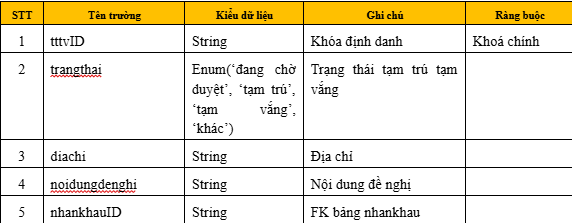 STT Tên trường Kiểu dữ liệu Ghi chú Ràng buộc
1 tttvID String Khóa định danh Khoá chính
2 trangthai Enum(‘đang chờ Trạng thái tạm trú tạm
duyệt’, ‘tạm trú’, vắng
‘tạm vắng’,
‘khác’)
3 diachi String Địa chỉ
4 noidungdenghi String Nội dung đề nghị
5 nhankhauID String FK bảng nhankhau